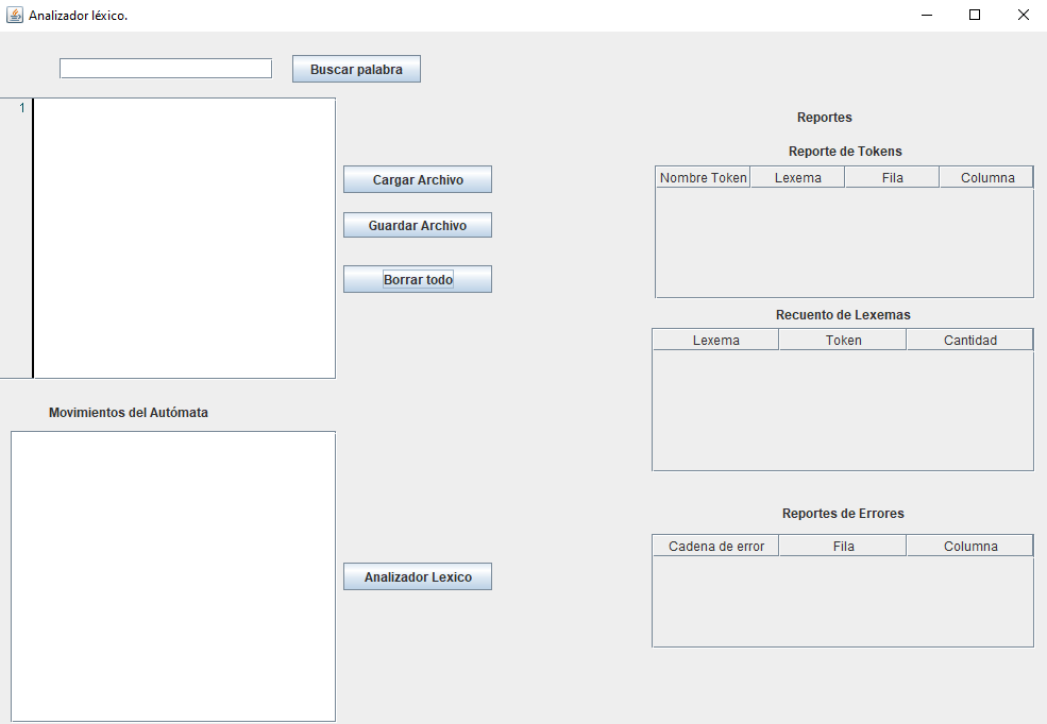 Analizador léxico.
Buscar palabra
1
Cargar Archivo
Guardar Archivo
Borrar todo
Movimientos del Autómata
Analizador Lexico
Reportes
Reporte de Tokens
Nombre Token Lexema Fila Columna
Recuento de Lexemas
Lexema Token Cantidad
Reportes de Errores
Cadena de error Fila Columna